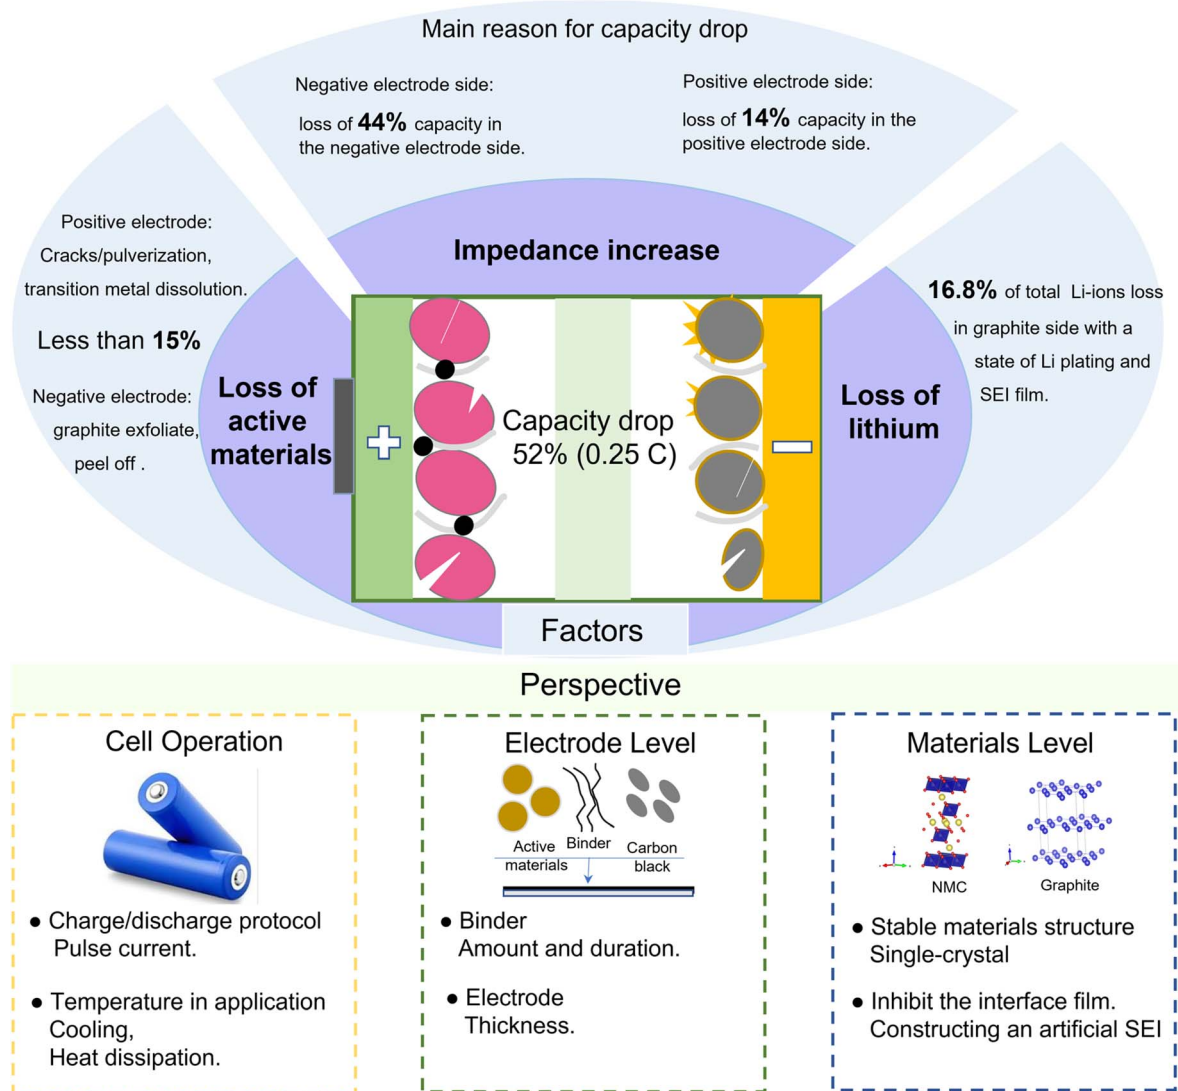 Main reason for capacity drop
Negative electrode side:
loss of 44% capacity in
the negative electrode side.
Positive electrode side:
loss of 14% capacity in the
positive electrode side.
Impedance increase
Positive electrode:
Cracks/pulverization,
transition metal dissolution.
Less than 15%
Negative electrode:
graphite exfoliate,
peel off .
Loss of
active
materials
+
Capacity drop
52% (0.25 C)
−
Loss of
lithium
16.8% of total Li-ions loss
in graphite side with a
state of Li plating and
SEI film.
Factors
Perspective
Cell Operation
● Charge/discharge protocol
Pulse current.
● Temperature in application
Cooling,
Heat dissipation.
Electrode Level
Active
materials
Binder
Carbon
black
● Binder
Amount and duration.
● Electrode
Thickness.
Materials Level
NMC
Graphite
● Stable materials structure
Single-crystal
● Inhibit the interface film.
Constructing an artificial SEI